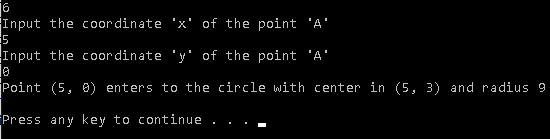 6
Input the coordinate 'x' of the point 'A'
5
Input the coordinate 'y' of the point 'A'
0
Point (5, 0) enters to the circle with center in (5, 3) and radius 9
Press any key to continue . . .